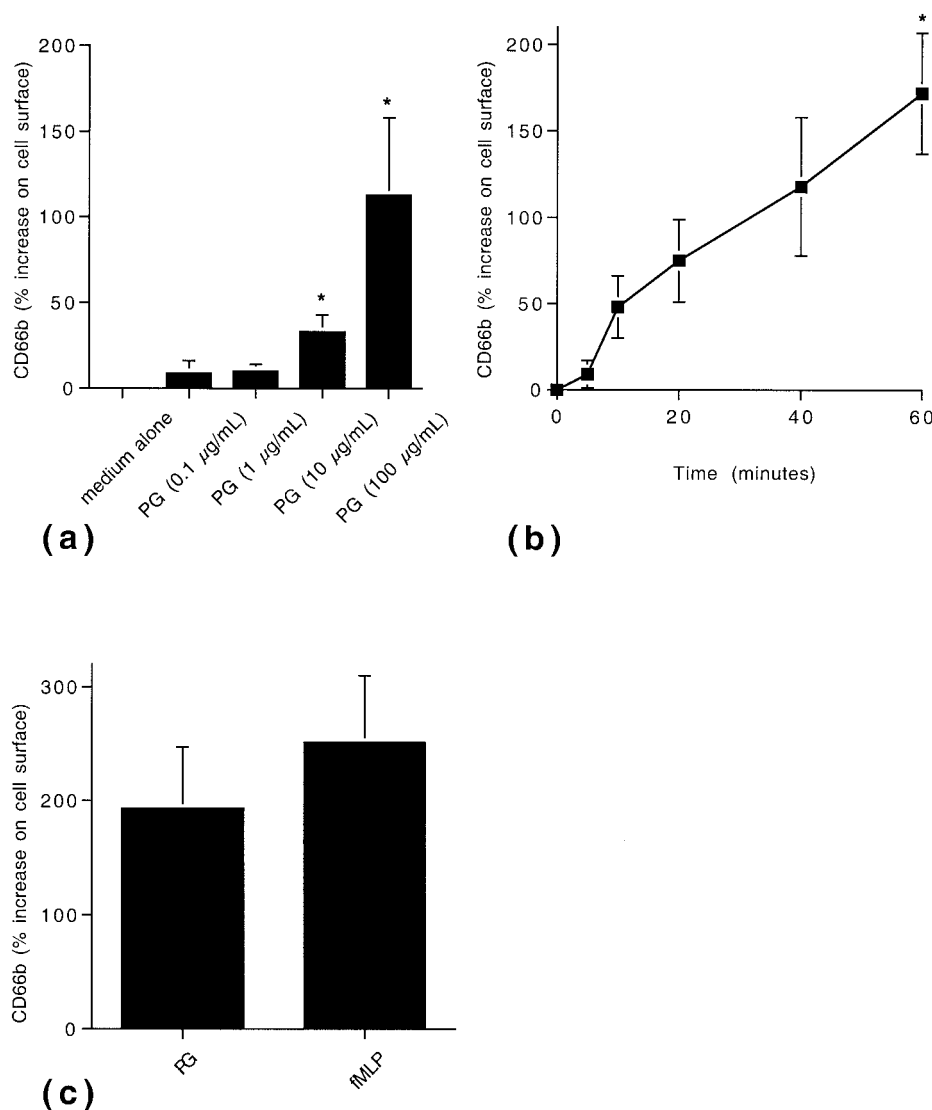 200
150
100
50
0
CD66b (% increase on cell surface)
*
*
medium alone
PG (0.1 µg/mL)
PG (1 µg/mL)
PG (10 µg/mL)
PG (100 µg/mL)
(a)
200
150
100
50
0
CD66b (% increase on cell surface)
*
0 20 40 60
Time (minutes)
(b)
300
200
100
0
CD66b (% increase on cell surface)
PG
fMLP
(c)